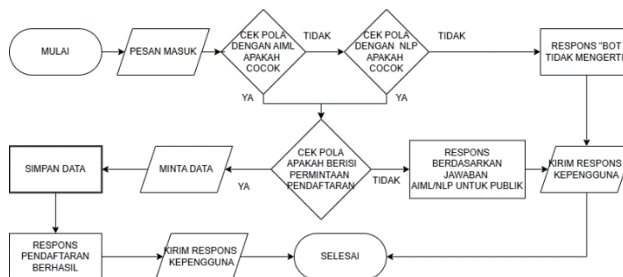 MULAI
PESAN MASUK
CEK POLA
DENGAN AIML
APAKAH
COCOK
TIDAK
CEK POLA
DENGAN NLP
APAKAH
COCOK
TIDAK
RESPONS "BOT
TIDAK MENGERTI"
YA
YA
CEK POLA
APAKAH BERISI
PERMINTAAN
PENDAFTARAN
YA
TIDAK
MINTA DATA
SIMPAN DATA
RESPONS
BERDASARKAN
JAWABAN
AIML/NLP UNTUK PUBLIK
KIRIM RESPONS
KEPENGGUNA
RESPONS
PENDAFTARAN
BERHASIL
KIRIM RESPONS
KEPENGGUNA
SELESAI